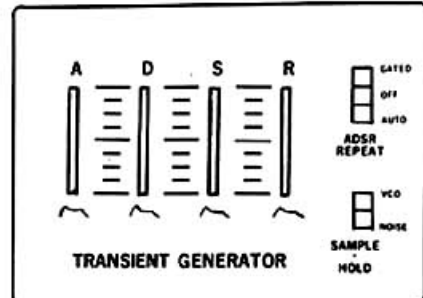 A D S R
GATED
OFF
AUTO
ADSR
REPEAT
VCO
NOISE
SAMPLE
HOLD
TRANSIENT GENERATOR